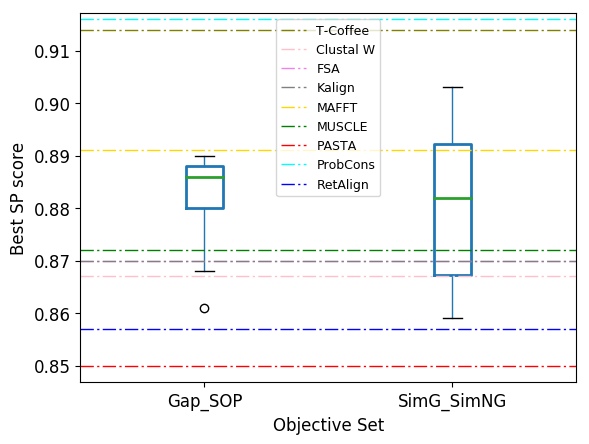 T-Coffee
Clustal W
FSA
Kalign
MAFFT
MUSCLE
PASTA
ProbCons
RetAlign
0.91
0.90
0.89
0.88
0.87
0.86
0.85
Best SP score
Gap_SOP
SimG_SimNG
Objective Set